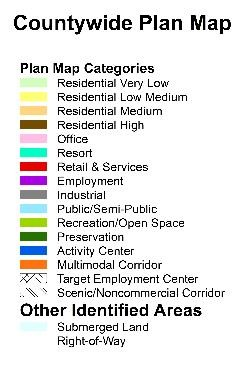 Countywide Plan Map
Plan Map Categories
Residential Very Low
Residential Low Medium
Residential Medium
Residential High
Office
Resort
Retail & Services
Employment
Industrial
Public/Semi-Public
Recreation/Open Space
Preservation
Activity Center
Multimodal Corridor
Target Employment Center
Scenic/Noncommercial Corridor
Other Identified Areas
Submerged Land
Right-of-Way